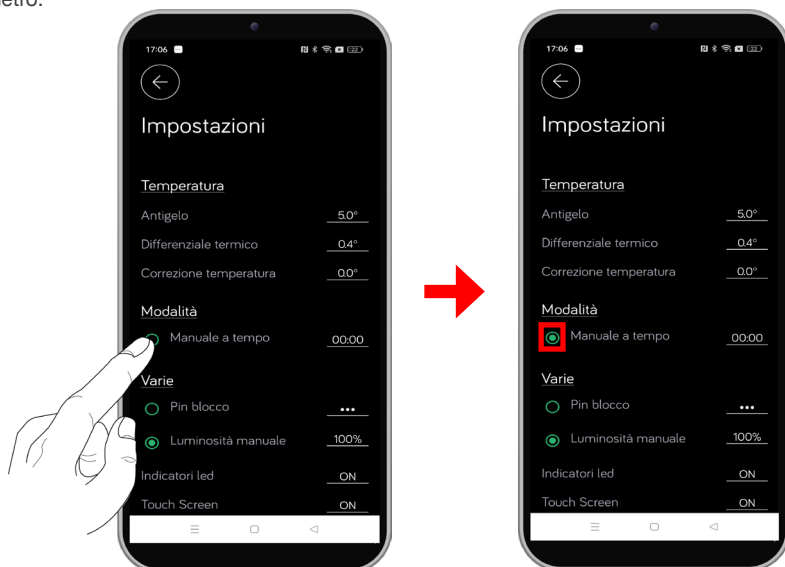 17:06
22
Impostazioni
Temperatura
Antigelo 5.0°
Differenziale termico 0.4°
Correzione temperatura 0.0°
Modalità
Manuale a tempo 00:00
Varie
Pin blocco •••
Luminosità manuale 100%
Indicatori led ON
Touch Screen ON
17:06
22
Impostazioni
Temperatura
Antigelo 5.0°
Differenziale termico 0.4°
Correzione temperatura 0.0°
Modalità
Manuale a tempo 00:00
Varie
Pin blocco •••
Luminosità manuale 100%
Indicatori led ON
Touch Screen ON